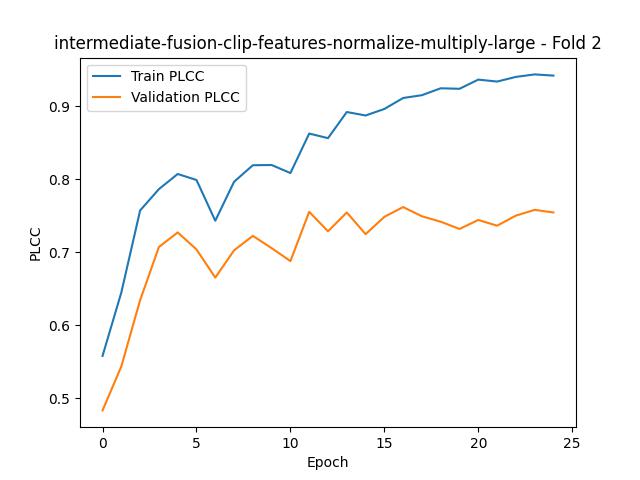 intermediate-fusion-clip-features-normalize-multiply-large - Fold 2
Train PLCC
Validation PLCC
PLCC
0.9
0.8
0.7
0.6
0.5
0 5 10 15 20 25
Epoch